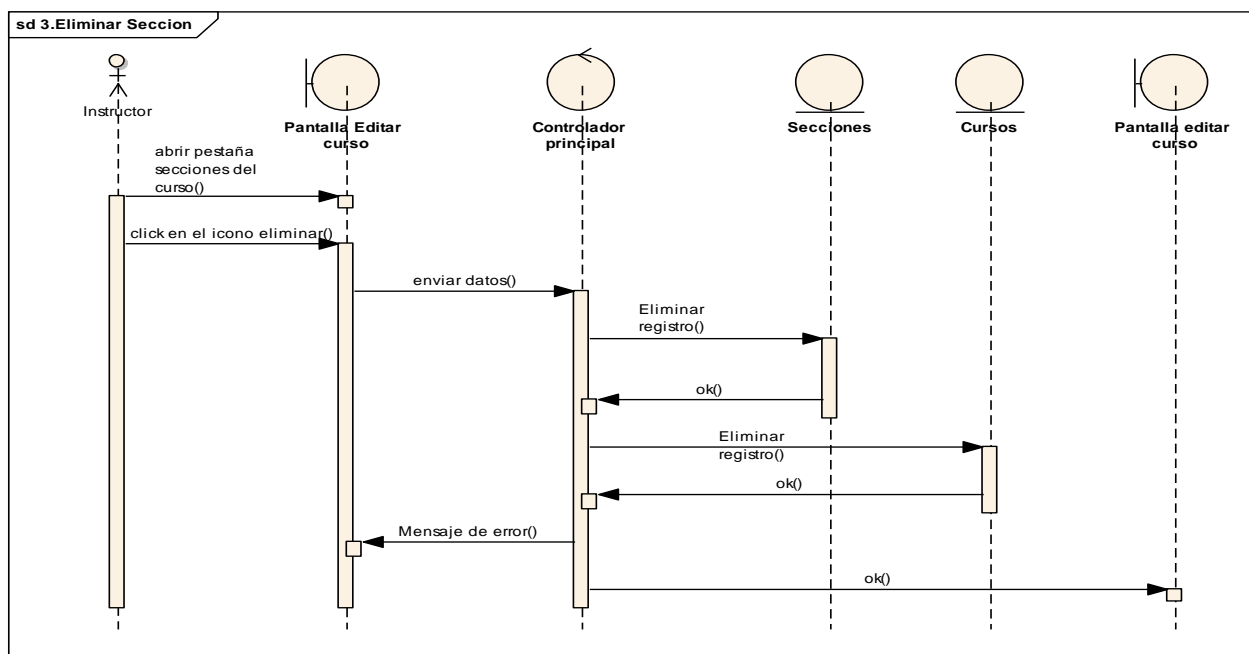 sd 3.Eliminar Seccion
Instructor
Pantalla Editar
curso
Controlador
principal
Secciones
Cursos
Pantalla editar
curso
abrir pestaña
secciones del
curso()
click en el icono eliminar()
enviar datos()
Eliminar
registro()
ok()
Eliminar
registro()
ok()
Mensaje de error()
ok()